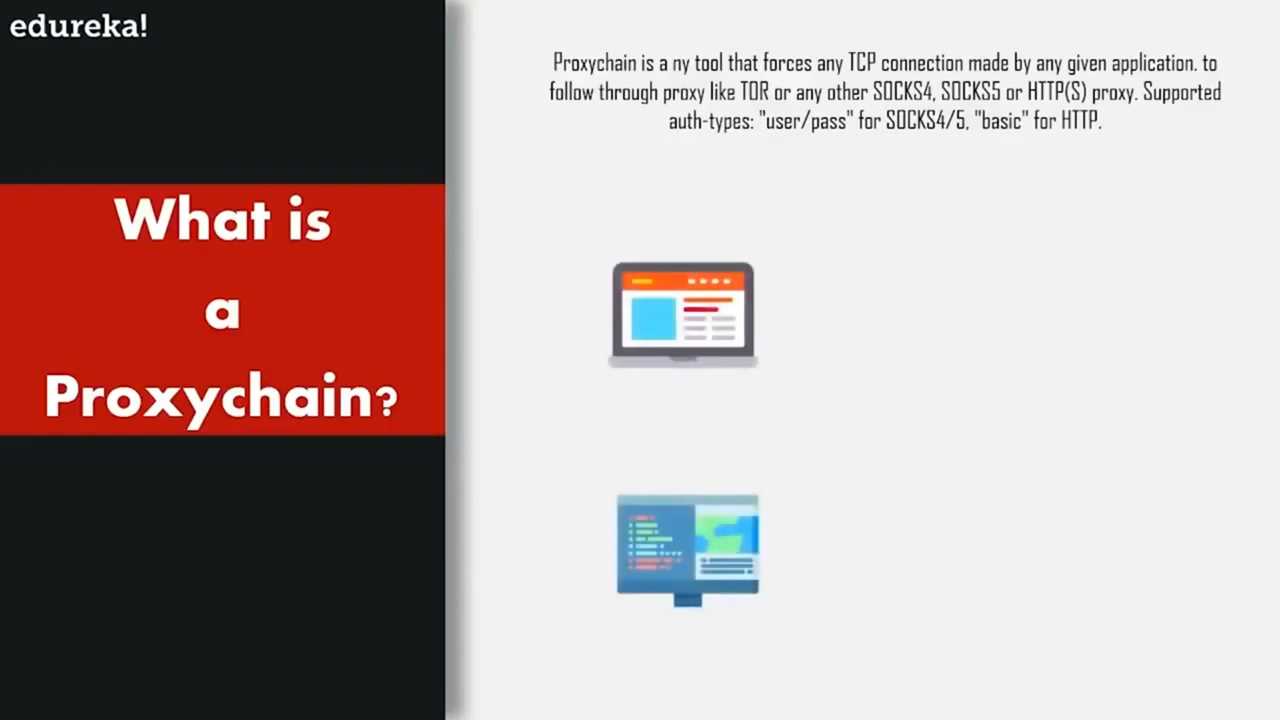 edureka!
What is
a
Proxychain?
Proxychain is a ny tool that forces any TCP connection made by any given application. to
follow through proxy like TOR or any other SOCKS4, SOCKS5 or HTTP(S) proxy. Supported
auth-types: "user/pass" for SOCKS4/5, "basic" for HTTP.